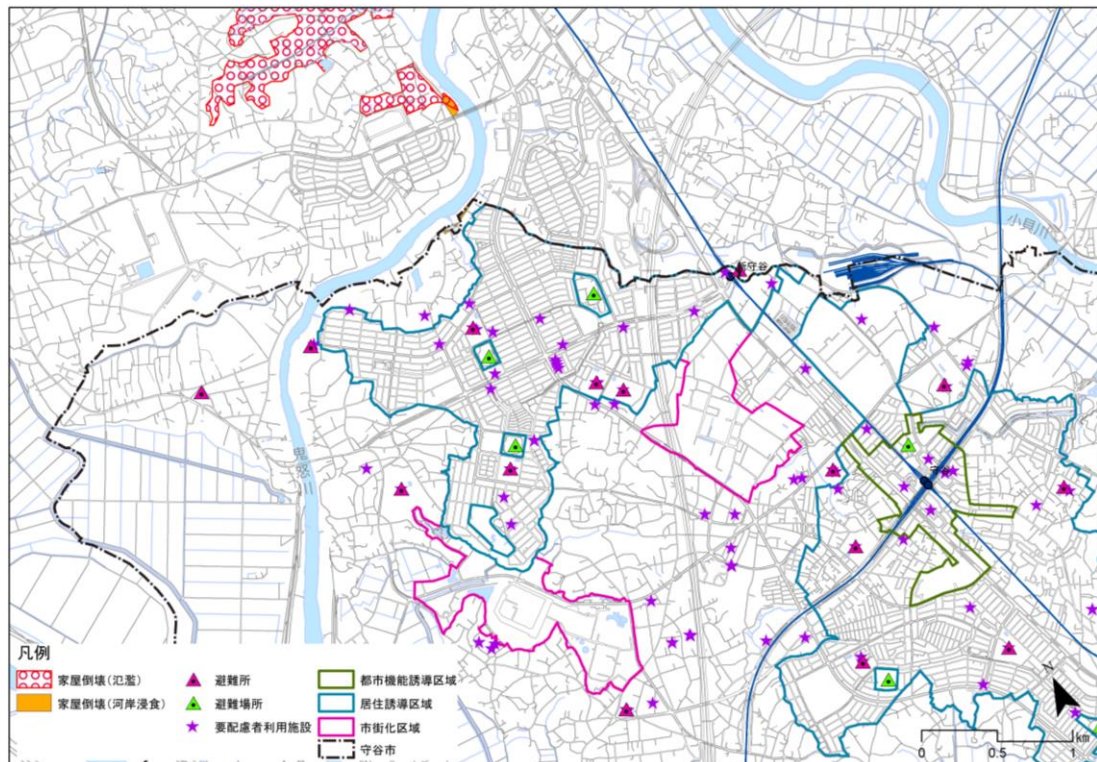 小貝川
新守谷
鬼怒川
守谷
N
凡例
家屋倒壊(氾濫)
避難所
都市機能誘導区域
家屋倒壊(河岸浸食)
避難場所
居住誘導区域
要配慮者利用施設
市街化区域
守谷市
0 0.5 1
km